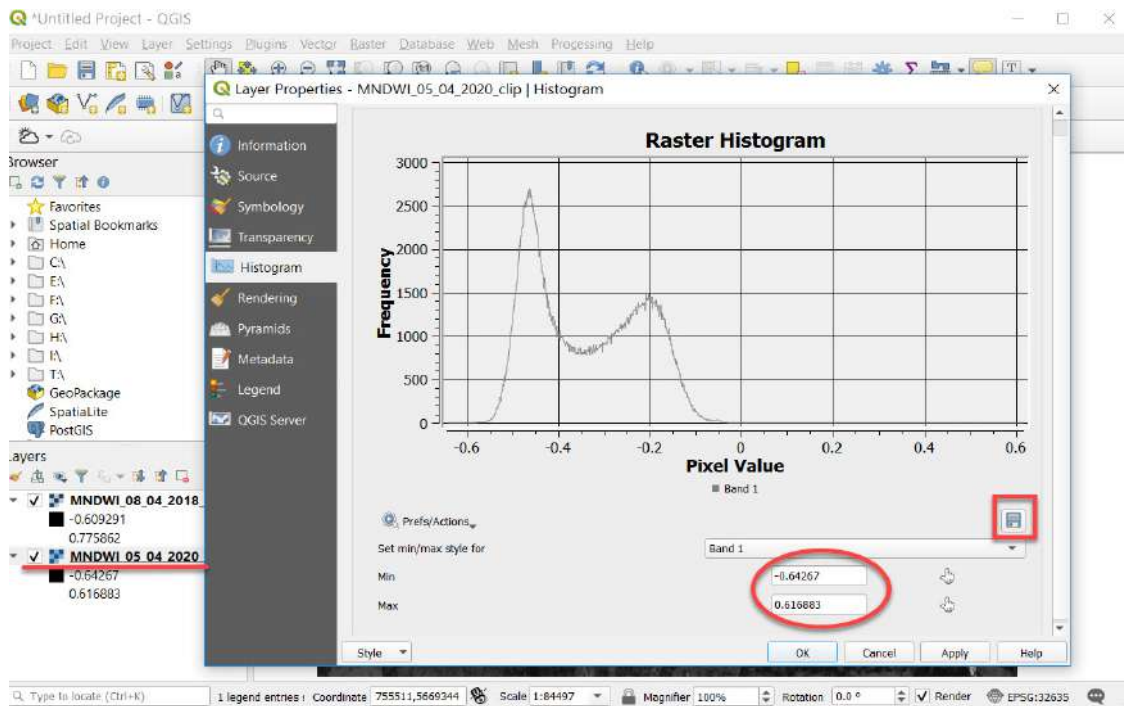 *Untitled Project - QGIS
Project Edit View Layer Settings Plugins Vector Raster Database Web Mesh Processing Help
Layer Properties - MNDWI_05_04_2020_clip | Histogram
Browser
Favorites
Spatial Bookmarks
Home
C:\
E:\
F:\
G:\
H:\
I:\
T:\
GeoPackage
SpatiaLite
PostGIS
Layers
MNDWI_08_04_2018_
-0.609291
0.775862
MNDWI_05_04_2020
-0.64267
0.616883
Information
Source
Symbology
Transparency
Histogram
Rendering
Pyramids
Metadata
Legend
QGIS Server
Raster Histogram
3000
2500
2000
1500
1000
500
0
Frequency
-0.6 -0.4 -0.2 0 0.2 0.4 0.6
Pixel Value
Band 1
Prefs/Actions
Set min/max style for Band 1
Min -0.64267
Max 0.616883
Style OK Cancel Apply Help
Type to locate (Ctrl+K) 1 legend entries Coordinate 755511,5669344 Scale 1:84497 Magnifier 100% Rotation 0.0 ° Render EPSG:32635